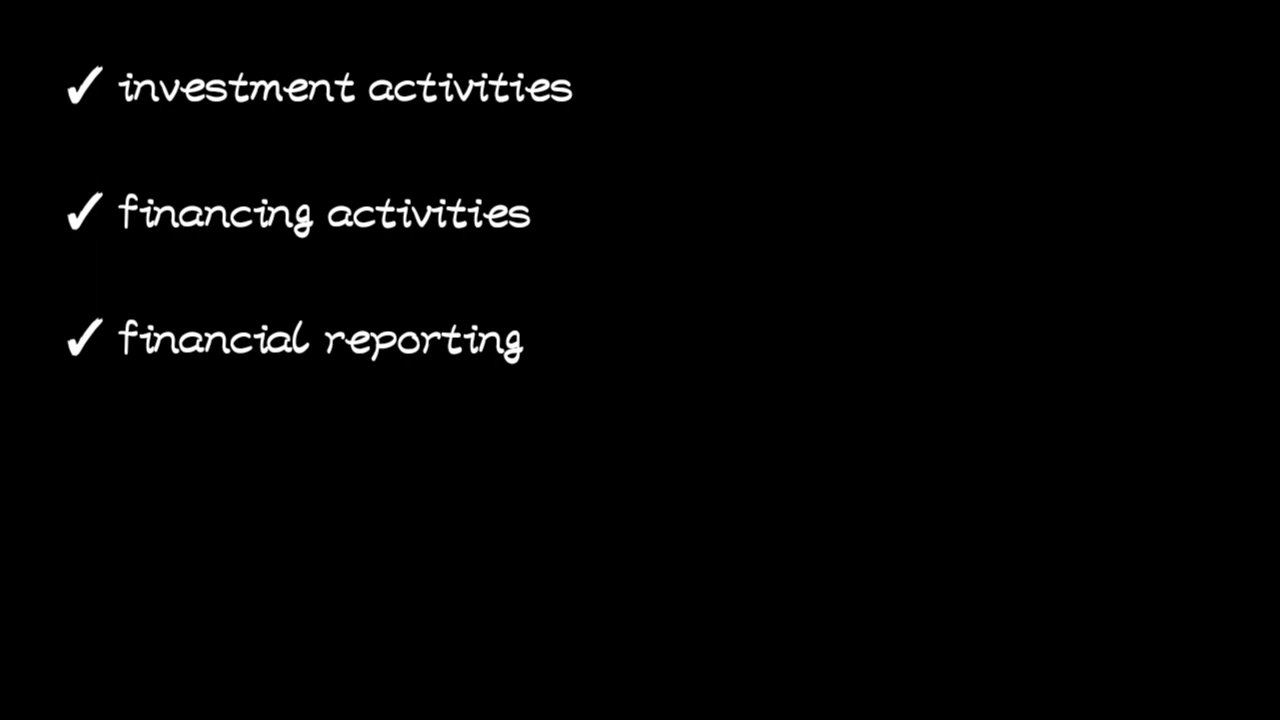 ✓ investment activities
✓ financing activities
✓ financial reporting